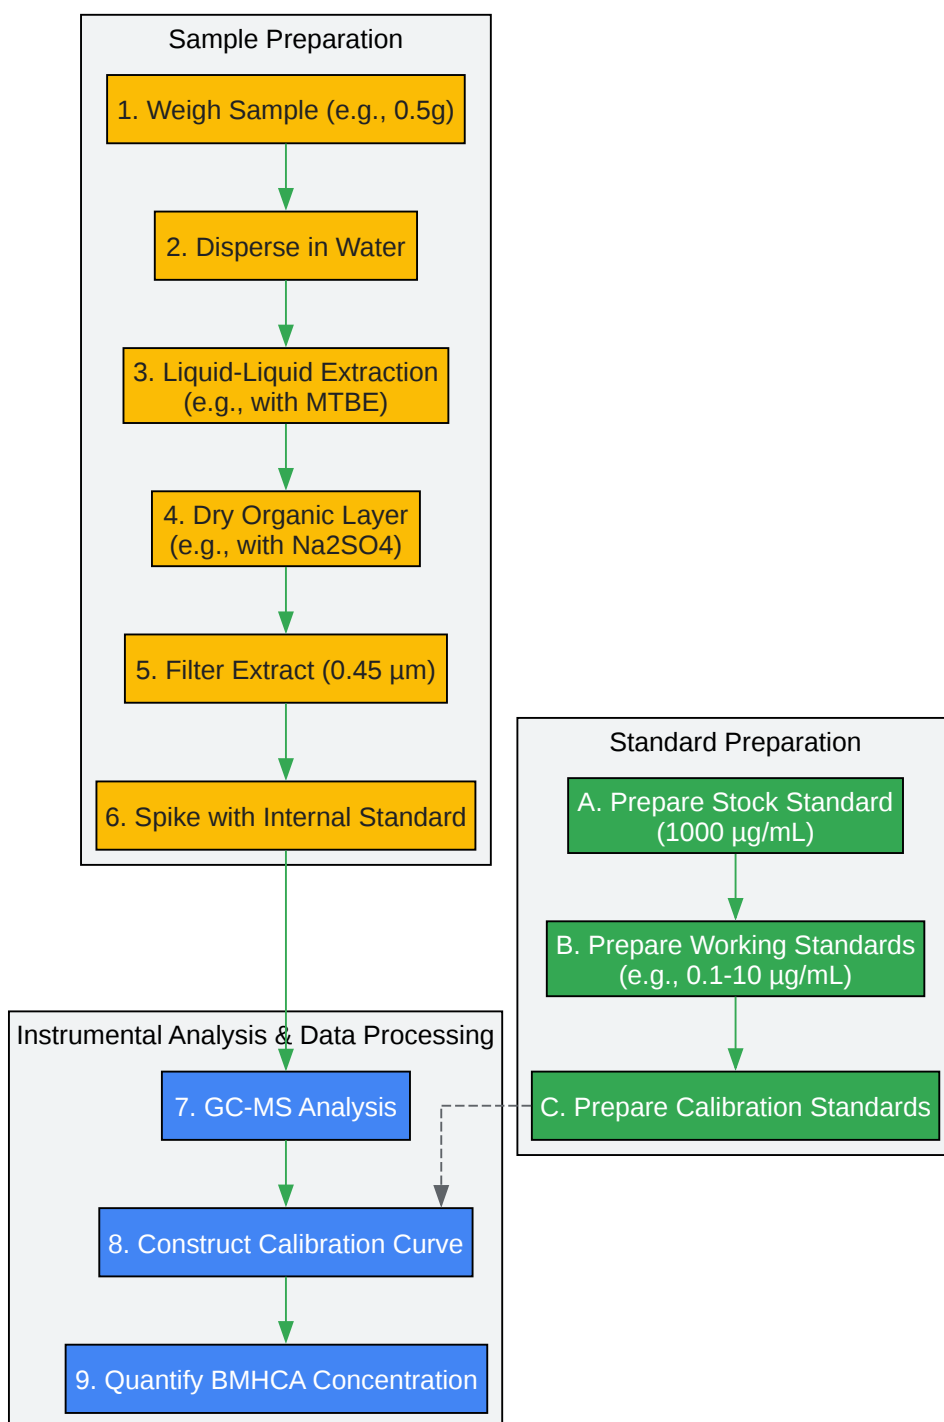 Sample Preparation
1. Weigh Sample (e.g., 0.5g)
2. Disperse in Water
3. Liquid-Liquid Extraction
(e.g., with MTBE)
4. Dry Organic Layer
(e.g., with Na2SO4)
5. Filter Extract (0.45 µm)
6. Spike with Internal Standard
Standard Preparation
A. Prepare Stock Standard
(1000 µg/mL)
B. Prepare Working Standards
(e.g., 0.1-10 µg/mL)
C. Prepare Calibration Standards
Instrumental Analysis & Data Processing
7. GC-MS Analysis
8. Construct Calibration Curve
9. Quantify BMHCA Concentration